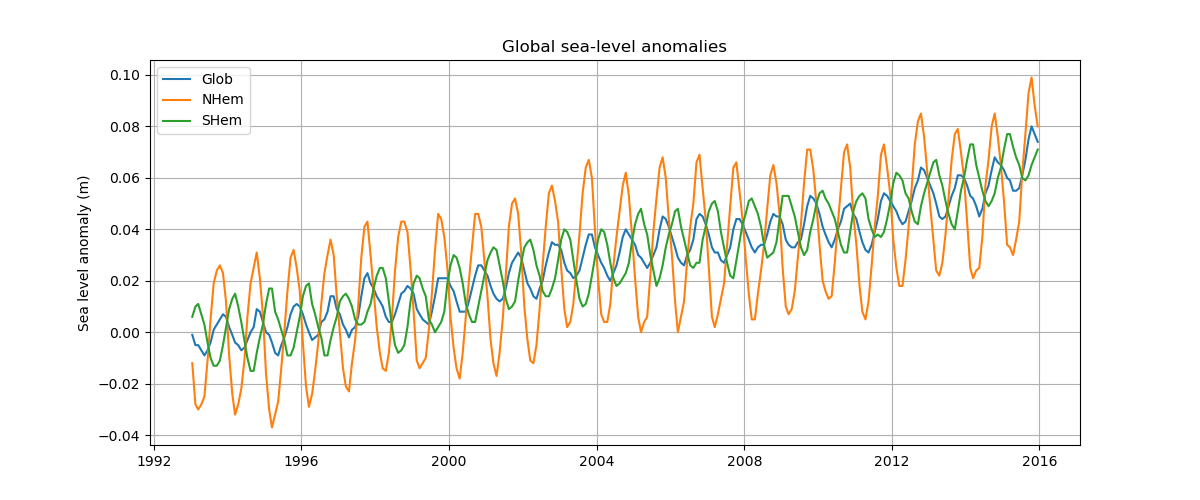 Global sea-level anomalies
Glob
NHem
SHem
Sea level anomaly (m)
0.10
0.08
0.06
0.04
0.02
0.00
−0.02
−0.04
1992 1996 2000 2004 2008 2012 2016